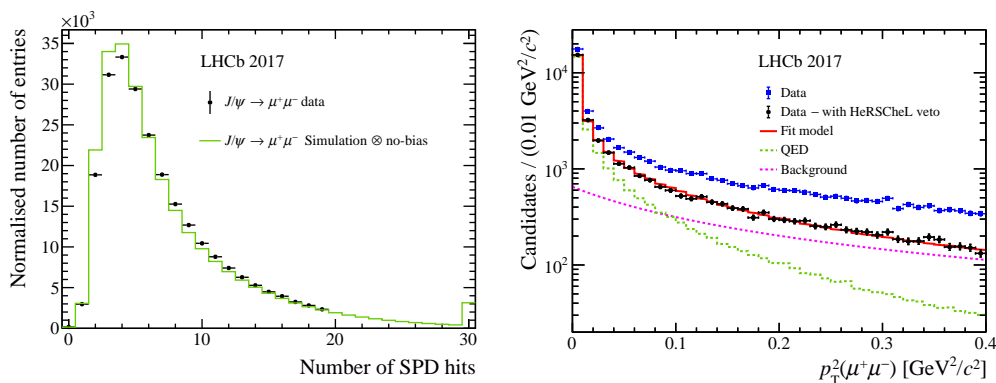 ×10³
Normalised number of entries
35
30
25
20
15
10
5
0
LHCb 2017
J/ψ → μ⁺μ⁻ data
J/ψ → μ⁺μ⁻ Simulation ⊗ no-bias
0 10 20 30
Number of SPD hits
Candidates / (0.01 GeV²/c²)
10⁴
10³
10²
LHCb 2017
Data
Data − with HeRSCheL veto
Fit model
QED
Background
0 0.1 0.2 0.3 0.4
p_T²(μ⁺μ⁻) [GeV²/c²]